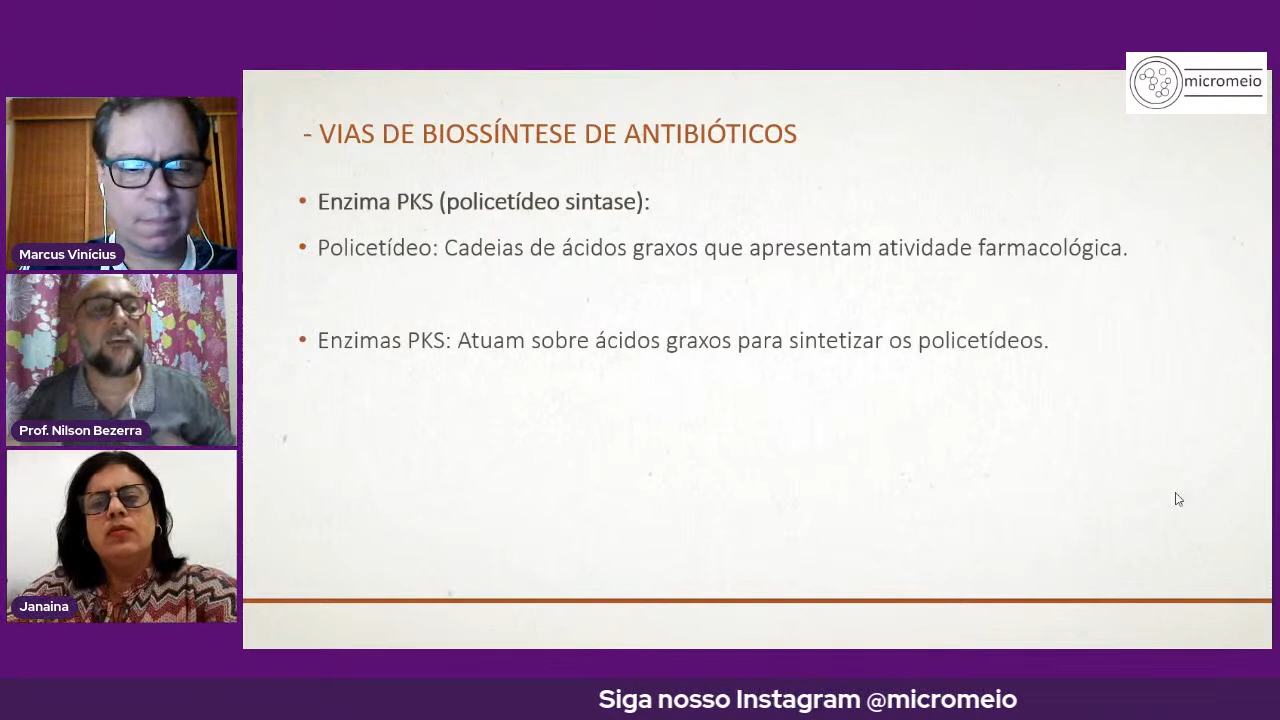 micromeio
- VIAS DE BIOSSÍNTESE DE ANTIBIÓTICOS
• Enzima PKS (policetídeo sintase):
• Policetídeo: Cadeias de ácidos graxos que apresentam atividade farmacológica.
• Enzimas PKS: Atuam sobre ácidos graxos para sintetizar os policetídeos.
Marcus Vinícius
Prof. Nilson Bezerra
Janaina
Siga nosso Instagram @micromeio